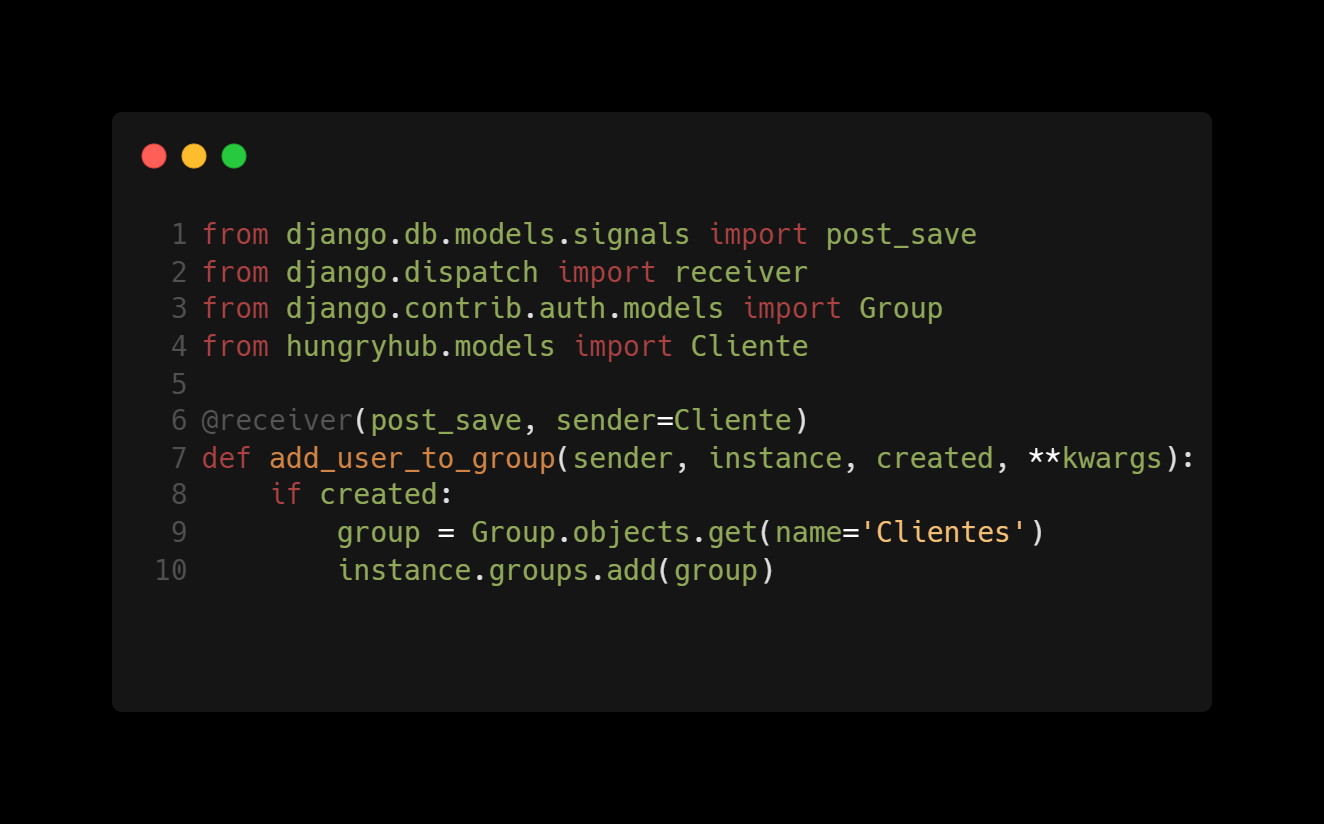 1 from django.db.models.signals import post_save
2 from django.dispatch import receiver
3 from django.contrib.auth.models import Group
4 from hungryhub.models import Cliente
5
6 @receiver(post_save, sender=Cliente)
7 def add_user_to_group(sender, instance, created, **kwargs):
8     if created:
9         group = Group.objects.get(name='Clientes')
10         instance.groups.add(group)